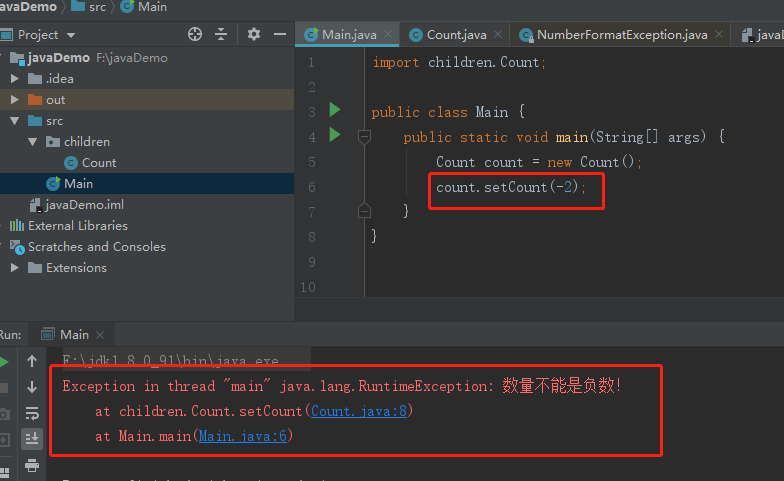 javaDemo src Main
Project
Main.java Count.java NumberFormatException.java
javaDemo F:\javaDemo
.idea
out
src
children
Count
Main
javaDemo.iml
External Libraries
Scratches and Consoles
Extensions
1 import children.Count;
2
3 public class Main {
4 public static void main(String[] args) {
5 Count count = new Count();
6 count.setCount(-2);
7 }
8 }
9
10
Run: Main
F:\jdk1.8.0_91\bin\java.exe
Exception in thread "main" java.lang.RuntimeException: 数量不能是负数!
at children.Count.setCount(Count.java:8)
at Main.main(Main.java:6)